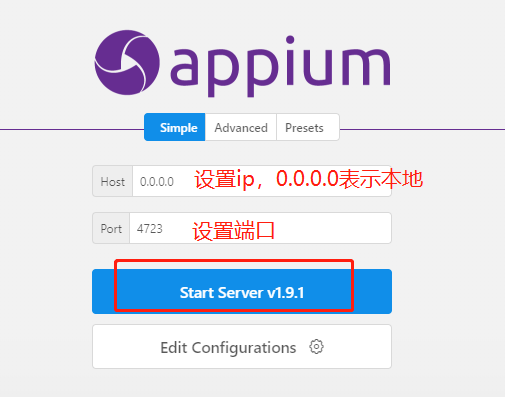 appium
Simple Advanced Presets
Host 0.0.0.0 设置ip，0.0.0.0表示本地
Port 4723 设置端口
Start Server v1.9.1
Edit Configurations